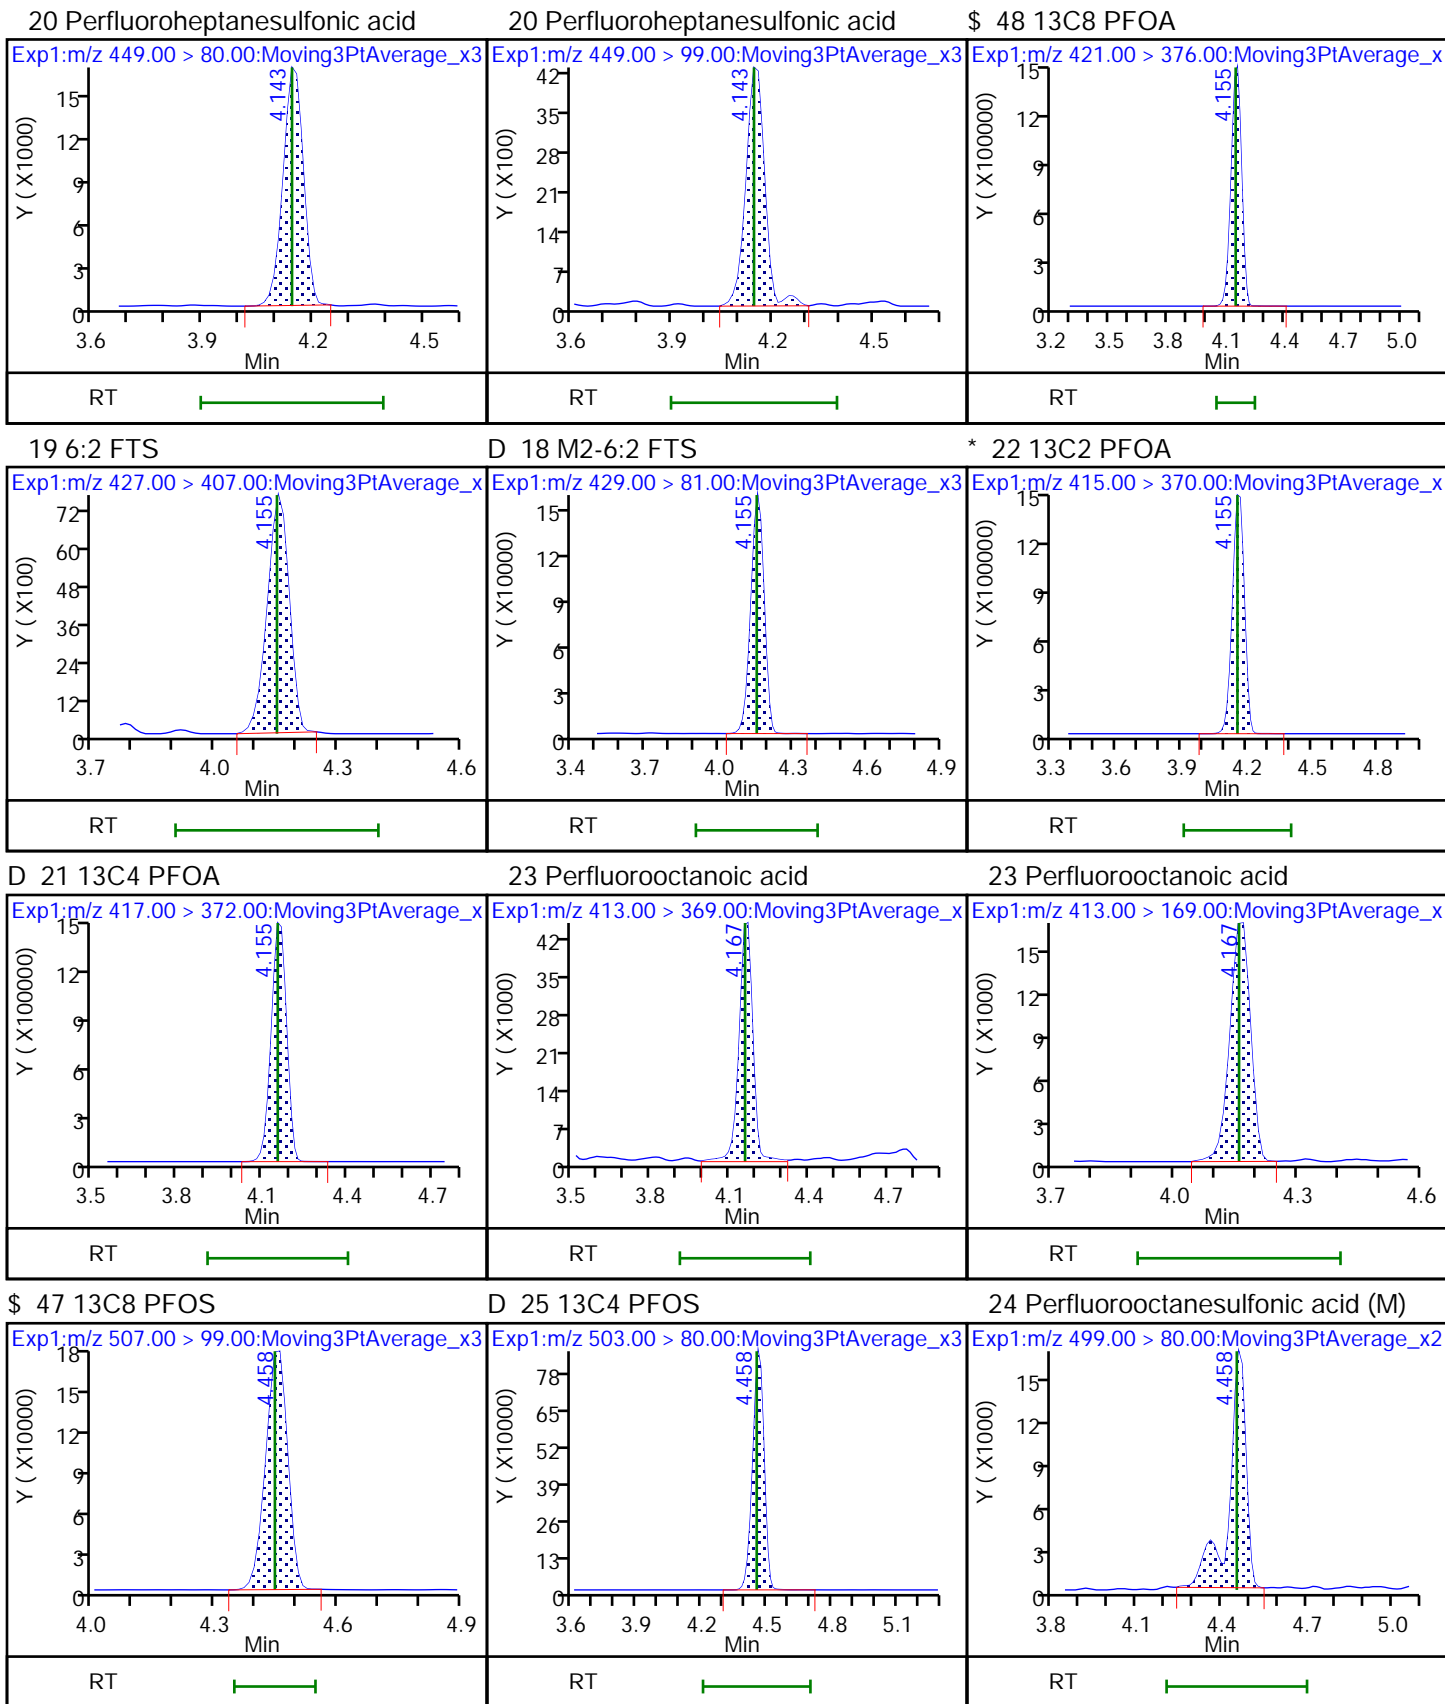 20 Perfluoroheptanesulfonic acid
Exp1:m/z 449.00 > 80.00:Moving3PtAverage_x3
4.143
Y ( X1000)
15
12
9
6
3
0
3.6 3.9 4.2 4.5
Min
RT
20 Perfluoroheptanesulfonic acid
Exp1:m/z 449.00 > 99.00:Moving3PtAverage_x3
4.143
Y ( X100)
42
35
28
21
14
7
0
3.6 3.9 4.2 4.5
Min
RT
$ 48 13C8 PFOA
Exp1:m/z 421.00 > 376.00:Moving3PtAverage_x
4.155
Y ( X100000)
15
12
9
6
3
0
3.2 3.5 3.8 4.1 4.4 4.7 5.0
Min
RT
19 6:2 FTS
Exp1:m/z 427.00 > 407.00:Moving3PtAverage_x
4.155
Y ( X100)
72
60
48
36
24
12
0
3.7 4.0 4.3 4.6
Min
RT
D 18 M2-6:2 FTS
Exp1:m/z 429.00 > 81.00:Moving3PtAverage_x3
4.155
Y ( X10000)
15
12
9
6
3
0
3.4 3.7 4.0 4.3 4.6 4.9
Min
RT
* 22 13C2 PFOA
Exp1:m/z 415.00 > 370.00:Moving3PtAverage_x
4.155
Y ( X100000)
15
12
9
6
3
0
3.3 3.6 3.9 4.2 4.5 4.8
Min
RT
D 21 13C4 PFOA
Exp1:m/z 417.00 > 372.00:Moving3PtAverage_x
4.155
Y ( X100000)
15
12
9
6
3
0
3.5 3.8 4.1 4.4 4.7
Min
RT
23 Perfluorooctanoic acid
Exp1:m/z 413.00 > 369.00:Moving3PtAverage_x
4.167
Y ( X1000)
42
35
28
21
14
7
0
3.5 3.8 4.1 4.4 4.7
Min
RT
23 Perfluorooctanoic acid
Exp1:m/z 413.00 > 169.00:Moving3PtAverage_x
4.167
Y ( X1000)
15
12
9
6
3
0
3.7 4.0 4.3 4.6
Min
RT
$ 47 13C8 PFOS
Exp1:m/z 507.00 > 99.00:Moving3PtAverage_x3
4.458
Y ( X10000)
18
15
12
9
6
3
0
4.0 4.3 4.6 4.9
Min
RT
D 25 13C4 PFOS
Exp1:m/z 503.00 > 80.00:Moving3PtAverage_x3
4.458
Y ( X10000)
78
65
52
39
26
13
0
3.6 3.9 4.2 4.5 4.8 5.1
Min
RT
24 Perfluorooctanesulfonic acid (M)
Exp1:m/z 499.00 > 80.00:Moving3PtAverage_x2
4.458
Y ( X1000)
15
12
9
6
3
0
3.8 4.1 4.4 4.7 5.0
Min
RT